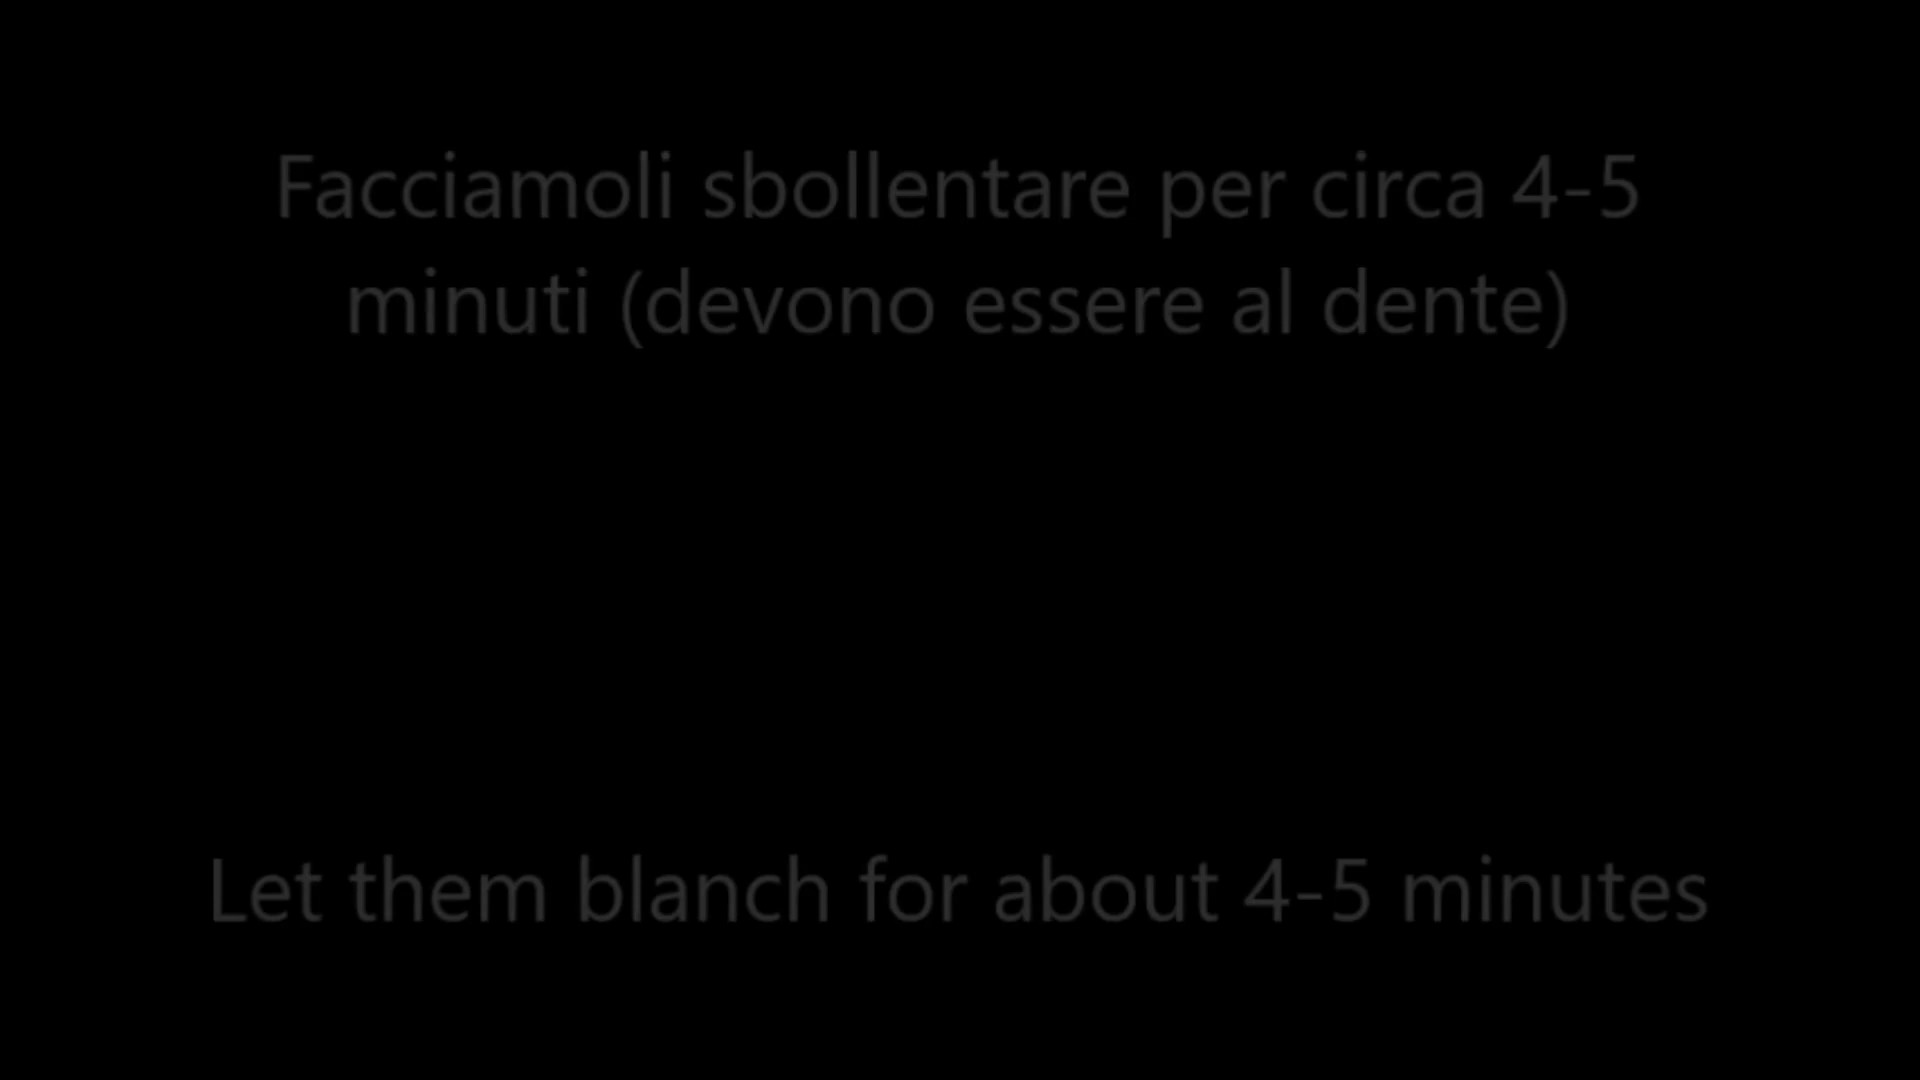 Facciamoli sbollentare per circa 4-5
minuti (devono essere al dente)
Let them blanch for about 4-5 minutes